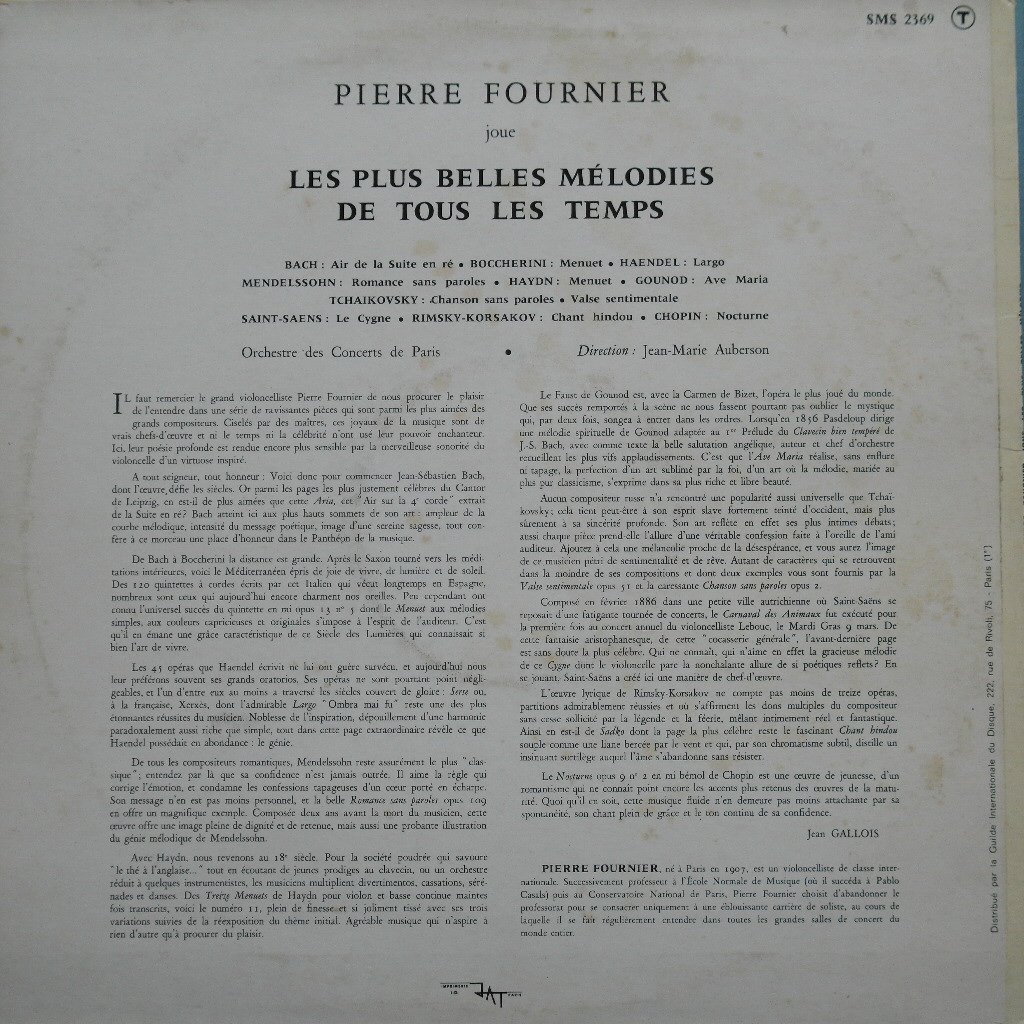 SMS 2369 T
PIERRE FOURNIER
joue
LES PLUS BELLES MÉLODIES
DE TOUS LES TEMPS
BACH : Air de la Suite en ré • BOCCHERINI : Menuet • HAENDEL : Largo
MENDELSSOHN : Romance sans paroles • HAYDN : Menuet • GOUNOD : Ave Maria
TCHAIKOVSKY : Chanson sans paroles • Valse sentimentale
SAINT-SAENS : Le Cygne • RIMSKY-KORSAKOV : Chant hindou • CHOPIN : Nocturne
Orchestre des Concerts de Paris • Direction : Jean-Marie Auberson
IL faut remercier le grand violoncelliste Pierre Fournier de nous procurer le plaisir
de l'entendre dans une série de ravissantes pièces qui sont parmi les plus aimées des
grands compositeurs. Ciselés par des maîtres, ces joyaux de la musique sont de
vrais chefs-d'œuvre et ni le temps ni la célébrité n'ont usé leur pouvoir enchanteur.
Ici, leur poésie profonde est rendue encore plus sensible par la merveilleuse sonorité du
violoncelle d'un virtuose inspiré.
A tout seigneur, tout honneur : Voici donc pour commencer Jean-Sébastien Bach,
dont l'œuvre défie les siècles. Or parmi les pages les plus justement célèbres du Cantor
de Leipzig, en est-il de plus aimées que cette Aria, cet "Air sur la 4e corde" extrait
de la Suite en ré? Bach atteint ici aux plus hauts sommets de son art : ampleur de la
courbe mélodique, intensité du message poétique, image d'une sereine sagesse, tout con-
fère à ce morceau une place d'honneur dans le Panthéon de la musique.
De Bach à Boccherini la distance est grande. Après le Saxon tourné vers les médi-
tations intérieures, voici le Méditerranéen épris de joie de vivre, de lumière et de soleil.
Des 120 quintettes à cordes écrits par cet Italien qui vécut longtemps en Espagne,
nombreux sont ceux qui aujourd'hui encore charment nos oreilles. Peu cependant ont
connu l'universel succès du quintette en mi opus 13 n° 5 dont le Menuet aux mélodies
simples, aux couleurs capricieuses et originales s'impose à l'esprit de l'auditeur. C'est
qu'il en émane une grâce caractéristique de ce Siècle des Lumières qui connaissait si
bien l'art de vivre.
Les 45 opéras que Haendel écrivit ne lui ont guère survécu, et aujourd'hui nous
leur préférons souvent ses grands oratorios. Ses opéras ne sont pourtant point négli-
geables, et l'un d'entre eux au moins a traversé les siècles couvert de gloire : Serse ou,
à la française, Xerxès, dont l'admirable Largo "Ombra mai fu" reste une des plus
étonnantes réussites du musicien. Noblesse de l'inspiration, dépouillement d'une harmonie
paradoxalement aussi riche que simple, tout dans cette page extraordinaire révèle ce que
Haendel possédait en abondance : le génie.
De tous les compositeurs romantiques, Mendelssohn reste assurément le plus "clas-
sique"; entendez par là que sa confidence n'est jamais outrée. Il aime la règle qui
corrige l'émotion, et condamne les confessions tapageuses d'un cœur porté en écharpe.
Son message n'en est pas moins personnel, et la belle Romance sans paroles opus 109
en offre un magnifique exemple. Composée deux ans avant la mort du musicien, cette
œuvre offre une image pleine de dignité et de retenue, mais aussi une probante illustration
du génie mélodique de Mendelssohn.
Avec Haydn, nous revenons au 18e siècle. Pour la société poudrée qui savoure
"le thé à l'anglaise..." tout en écoutant de jeunes prodiges au clavecin, ou un orchestre
réduit à quelques instrumentistes, les musiciens multiplient divertimentos, cassations, séré-
nades et danses. Des Treize Menuets de Haydn pour violon et basse continue maintes
fois transcrits, voici le numéro 11, plein de finesse et si joliment tissé avec ses trois
variations suivies de la réexposition du thème initial. Agréable musique qui n'aspire a
rien d'autre qu'à procurer du plaisir.
Le Faust de Gounod est, avec la Carmen de Bizet, l'opéra le plus joué du monde.
Que ses succès remportés à la scène ne nous fassent pourtant pas oublier le mystique
qui, par deux fois, songea à entrer dans les ordres. Lorsqu'en 1856 Pasdeloup dirige
une mélodie spirituelle de Gounod adaptée au 1er Prélude du Clavecin bien tempéré de
J.-S. Bach, avec comme texte la belle salutation angélique, auteur et chef d'orchestre
recueillent les plus vifs applaudissements. C'est que l'Ave Maria réalise, sans enflure
ni tapage, la perfection d'un art sublimé par la foi, d'un art où la mélodie, mariée au
plus pur classicisme, s'exprime dans sa plus riche et libre beauté.
Aucun compositeur russe n'a rencontré une popularité aussi universelle que Tchaï-
kovsky; cela tient peut-être à son esprit slave fortement teinté d'occident, mais plus
sûrement à sa sincérité profonde. Son art reflète en effet ses plus intimes débats;
aussi chaque pièce prend-elle l'allure d'une véritable confession faite à l'oreille de l'ami
auditeur. Ajoutez à cela une mélancolie proche de la désespérance, et vous aurez l'image
de ce musicien pétri de sentimentalité et de rêve. Autant de caractères qui se retrouvent
dans la moindre de ses compositions et dont deux exemples vous sont fournis par la
Valse sentimentale opus 51 et la caressante Chanson sans paroles opus 2.
Composé en février 1886 dans une petite ville autrichienne où Saint-Saëns se
reposait d'une fatigante tournée de concerts, le Carnaval des Animaux fut exécuté pour
la première fois au concert annuel du violoncelliste Lebouc, le Mardi Gras 9 mars. De
cette fantaisie aristophanesque, de cette "cocasserie générale", l'avant-dernière page
est sans doute la plus célèbre. Qui ne connaît, qui n'aime en effet la gracieuse mélodie
de ce Cygne dont le violoncelle pare la nonchalante allure de si poétiques reflets? En
se jouant, Saint-Saëns a créé ici une manière de chef-d'œuvre.
L'œuvre lyrique de Rimsky-Korsakov ne compte pas moins de treize opéras,
partitions admirablement réussies et où s'affirment les dons multiples du compositeur
sans cesse sollicité par la légende et la féerie, mêlant intimement réel et fantastique.
Ainsi en est-il de Sadko dont la page la plus célèbre reste le fascinant Chant hindou
souple comme une liane bercée par le vent et qui, par son chromatisme subtil, distille un
insinuant sortilège auquel l'âme s'abandonne sans résister.
Le Nocturne opus 9 n° 2 en mi bémol de Chopin est une œuvre de jeunesse, d'un
romantisme qui ne connaît point encore les accents plus retenus des œuvres de la matu-
rité. Quoi qu'il en soit, cette musique fluide n'en demeure pas moins attachante par sa
spontanéité, son chant plein de grâce et le ton continu de sa confidence.
Jean GALLOIS
PIERRE FOURNIER, né à Paris en 1907, est un violoncelliste de classe inter-
nationale. Successivement professeur à l'École Normale de Musique (où il succéda à Pablo
Casals) puis au Conservatoire National de Paris, Pierre Fournier choisit d'abandonner le
professorat pour se consacrer uniquement à une éblouissante carrière de soliste, au cours de
laquelle il se fait régulièrement entendre dans toutes les grandes salles de concert du
monde entier.
Distribué par la Guilde Internationale du Disque, 222, rue de Rivoli, 75 - Paris (1er)
IMPRIMERIE I.D. JAT PARIS